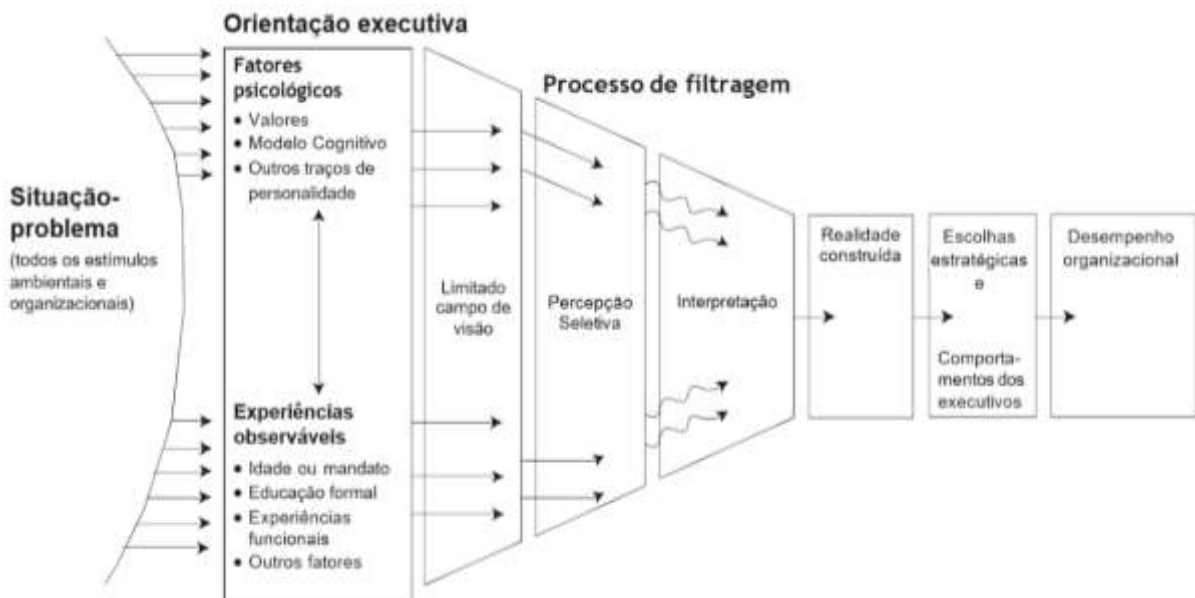 Orientação executiva
Fatores
psicológicos
● Valores
● Modelo Cognitivo
● Outros traços de
personalidade
Experiências
observáveis
● Idade ou mandato
● Educação formal
● Experiências
funcionais
● Outros fatores
Situação-
problema
(todos os estímulos
ambientais e
organizacionais)
Processo de filtragem
Limitado
campo de
visão
Percepção
Seletiva
Interpretação
Realidade
construída
Escolhas
estratégicas
e
Comporta-
mentos dos
executivos
Desempenho
organizacional